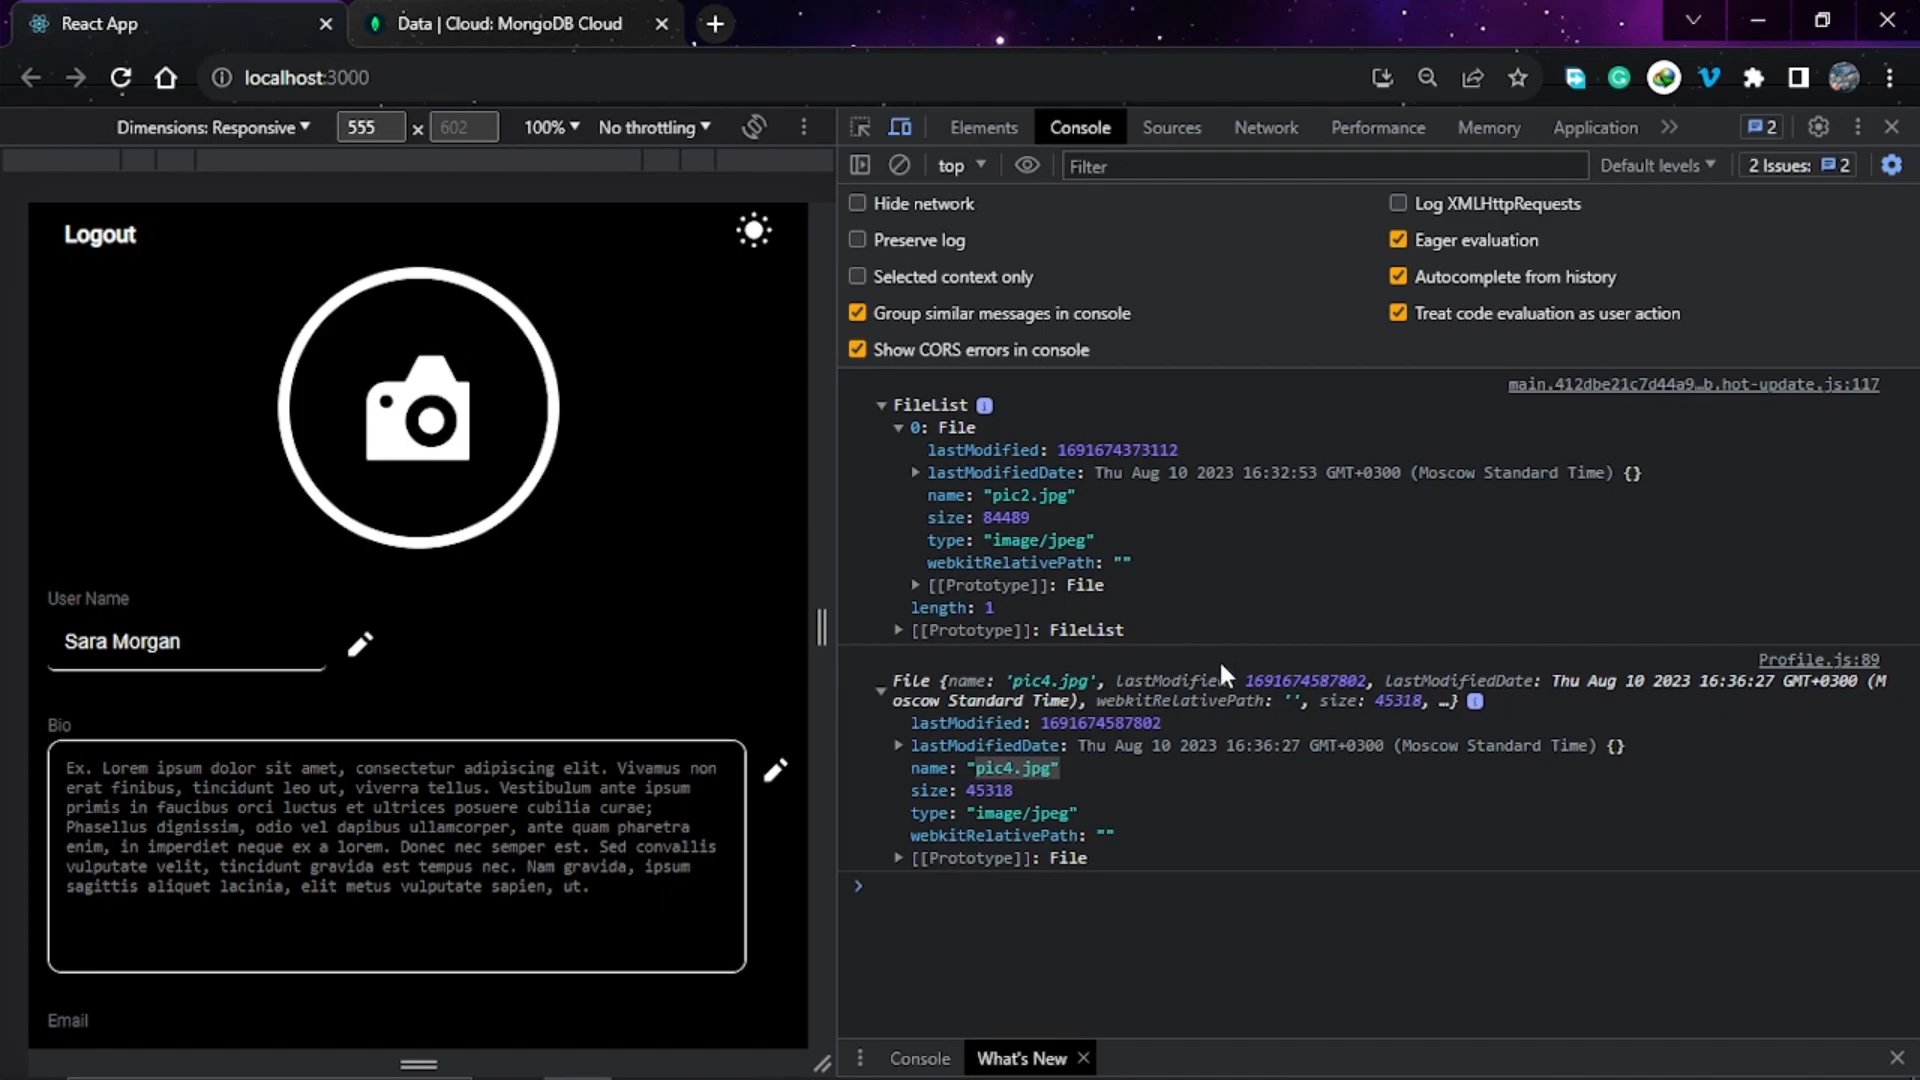 React App
Data | Cloud: MongoDB Cloud
localhost:3000
Dimensions: Responsive
555 x 602
100%
No throttling
Elements Console Sources Network Performance Memory Application
2
top
Filter
Default levels
2 Issues: 2
Hide network
Log XMLHttpRequests
Preserve log
Eager evaluation
Selected context only
Autocomplete from history
Group similar messages in console
Treat code evaluation as user action
Show CORS errors in console
Logout
User Name
Sara Morgan
Bio
Ex. Lorem ipsum dolor sit amet, consectetur adipiscing elit. Vivamus non
erat finibus, tincidunt leo ut, viverra tellus. Vestibulum ante ipsum
primis in faucibus orci luctus et ultrices posuere cubilia curae;
Phasellus dignissim, odio vel dapibus ullamcorper, ante quam pharetra
enim, in imperdiet neque ex a lorem. Donec nec semper est. Sed convallis
vulputate velit, tincidunt gravida est tempus nec. Nam gravida, ipsum
sagittis aliquet lacinia, elit metus vulputate sapien, ut.
Email
main.412dbe21c7d44a9…b.hot-update.js:117
FileList
0: File
lastModified: 1691674373112
lastModifiedDate: Thu Aug 10 2023 16:32:53 GMT+0300 (Moscow Standard Time) {}
name: "pic2.jpg"
size: 84489
type: "image/jpeg"
webkitRelativePath: ""
[[Prototype]]: File
length: 1
[[Prototype]]: FileList
Profile.js:89
File {name: 'pic4.jpg', lastModified: 1691674587802, lastModifiedDate: Thu Aug 10 2023 16:36:27 GMT+0300 (M
oscow Standard Time), webkitRelativePath: '', size: 45318, …}
lastModified: 1691674587802
lastModifiedDate: Thu Aug 10 2023 16:36:27 GMT+0300 (Moscow Standard Time) {}
name: "pic4.jpg"
size: 45318
type: "image/jpeg"
webkitRelativePath: ""
[[Prototype]]: File
Console
What's New